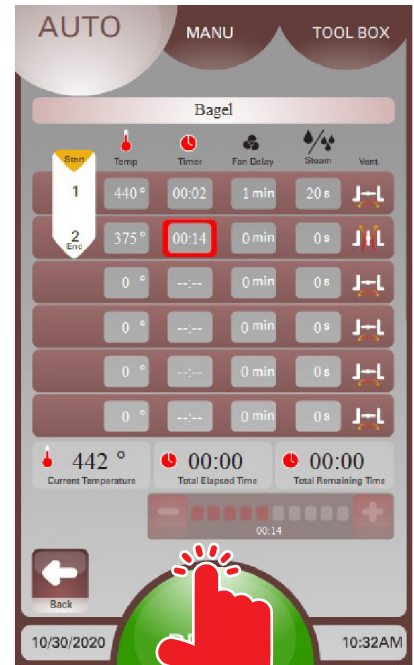 AUTO MANU TOOL BOX
Bagel
Start Temp Timer Fan Delay Steam Vent.
1 440° 00:02 1 min 20 s
2 375° 00:14 0 min 0 s
End
0 ° --:-- 0 min 0 s
0 ° --:-- 0 min 0 s
0 ° --:-- 0 min 0 s
0 ° --:-- 0 min 0 s
442 ° 00:00 00:00
Current Temperature Total Elapsed Time Total Remaining Time
00:14
Back
10/30/2020 10:32AM